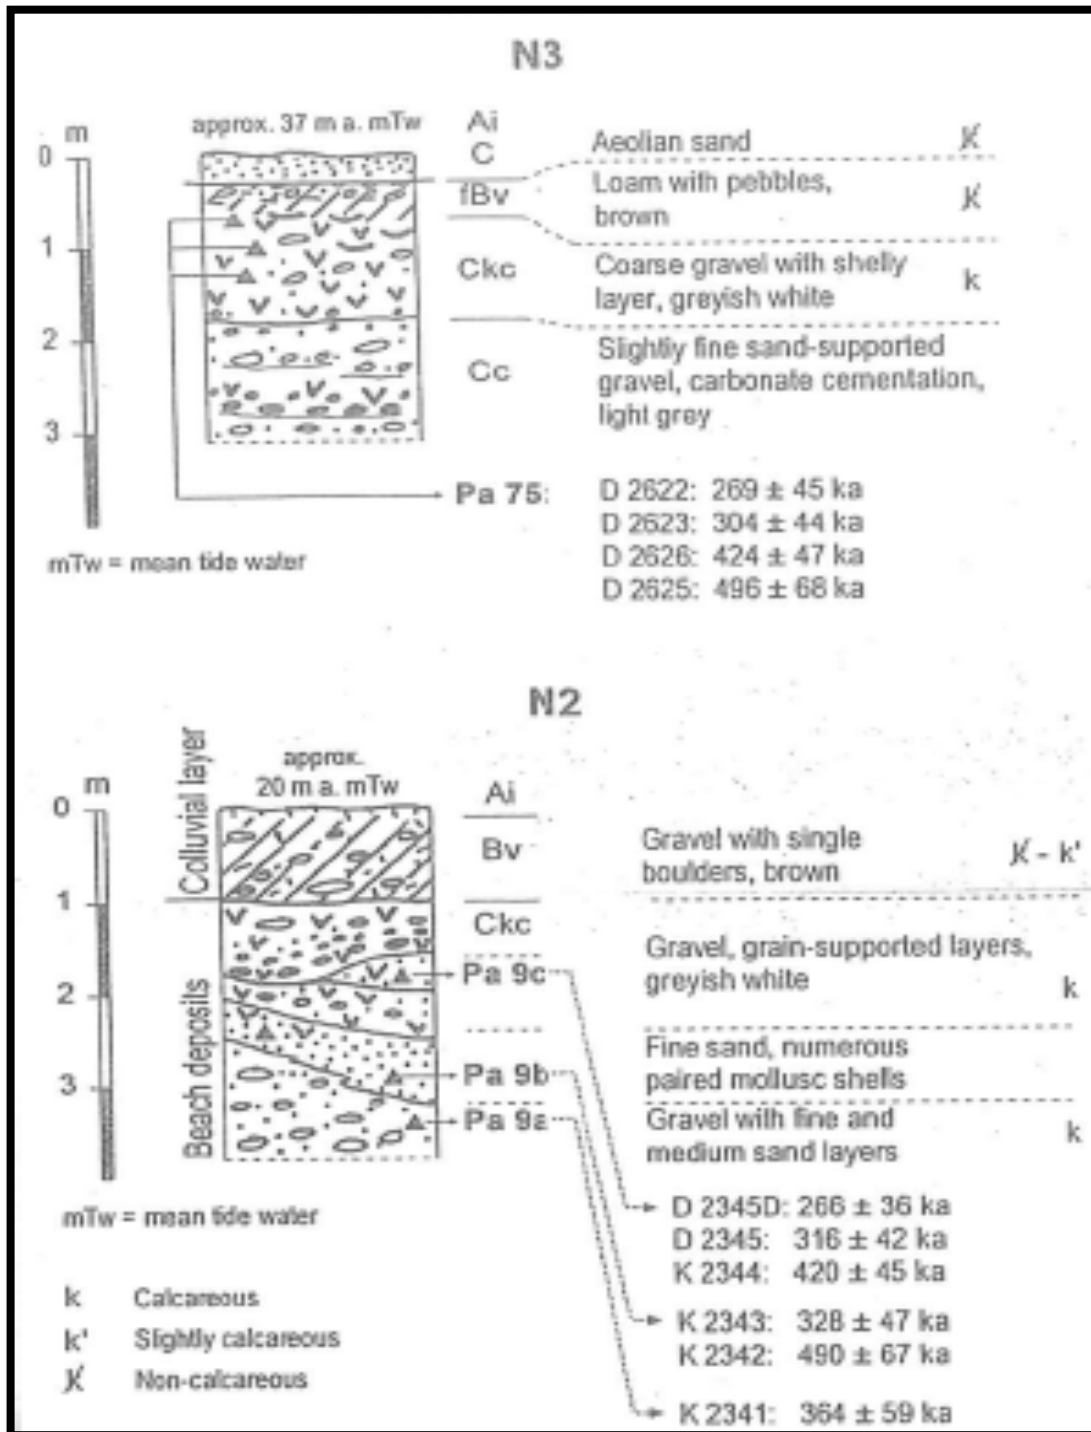 N3
approx. 37 m a. mTw
m
0
1
2
3
Ai
C
fBv
Ckc
Cc
Aeolian sand k̸
Loam with pebbles,
brown k̸
Coarse gravel with shelly
layer, greyish white k
Slightly fine sand-supported
gravel, carbonate cementation,
light grey
Pa 75: D 2622: 269 ± 45 ka
D 2623: 304 ± 44 ka
D 2626: 424 ± 47 ka
D 2625: 496 ± 68 ka
mTw = mean tide water
N2
approx.
20 m a. mTw
m
0
1
2
3
Colluvial layer
Beach deposits
Ai
Bv
Ckc
Pa 9c
Pa 9b
Pa 9a
Gravel with single
boulders, brown k̸ - k'
Gravel, grain-supported layers,
greyish white k
Fine sand, numerous
paired mollusc shells
Gravel with fine and
medium sand layers k
D 2345D: 266 ± 36 ka
D 2345: 316 ± 42 ka
K 2344: 420 ± 45 ka
K 2343: 328 ± 47 ka
K 2342: 490 ± 67 ka
K 2341: 364 ± 59 ka
mTw = mean tide water
k Calcareous
k' Slightly calcareous
k̸ Non-calcareous